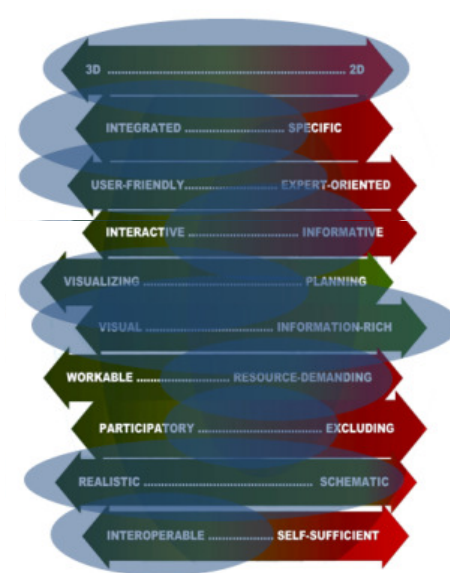 3D ........................................................ 2D
INTEGRATED ........................ SPECIFIC
USER-FRIENDLY....................... EXPERT-ORIENTED
INTERACTIVE ........................... INFORMATIVE
VISUALIZING ....................................... PLANNING
VISUAL ................................ INFORMATION-RICH
WORKABLE ....................... RESOURCE-DEMANDING
PARTICIPATORY ............................... EXCLUDING
REALISTIC ......................................... SCHEMATIC
INTEROPERABLE ................ SELF-SUFFICIENT